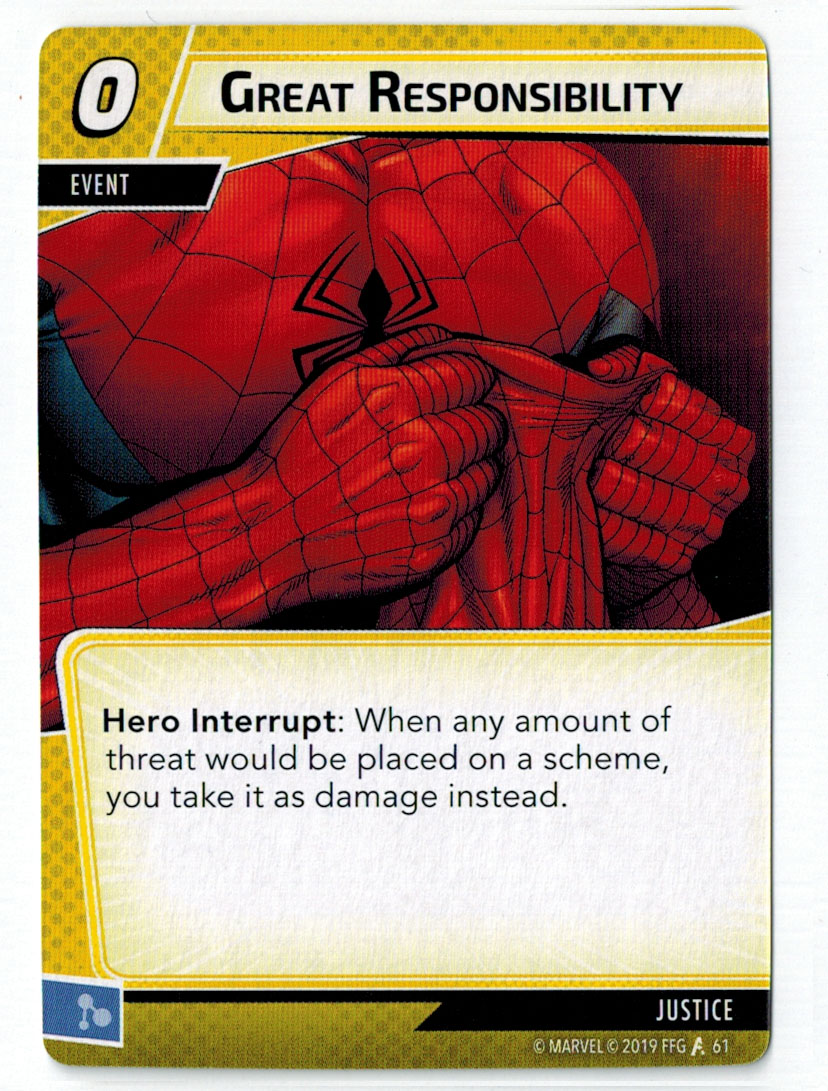 0
GREAT RESPONSIBILITY
EVENT
Hero Interrupt: When any amount of
threat would be placed on a scheme,
you take it as damage instead.
JUSTICE
© MARVEL © 2019 FFG 61